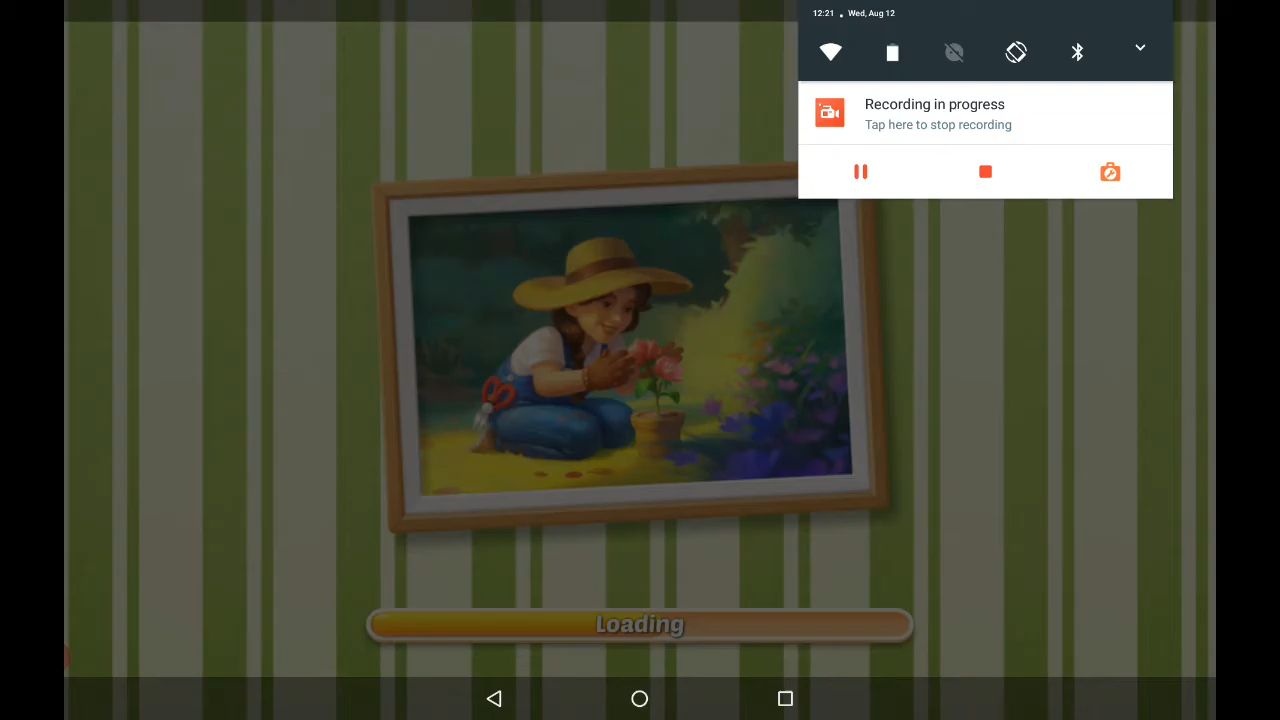 12:21 • Wed, Aug 12
Recording in progress
Tap here to stop recording
Loading